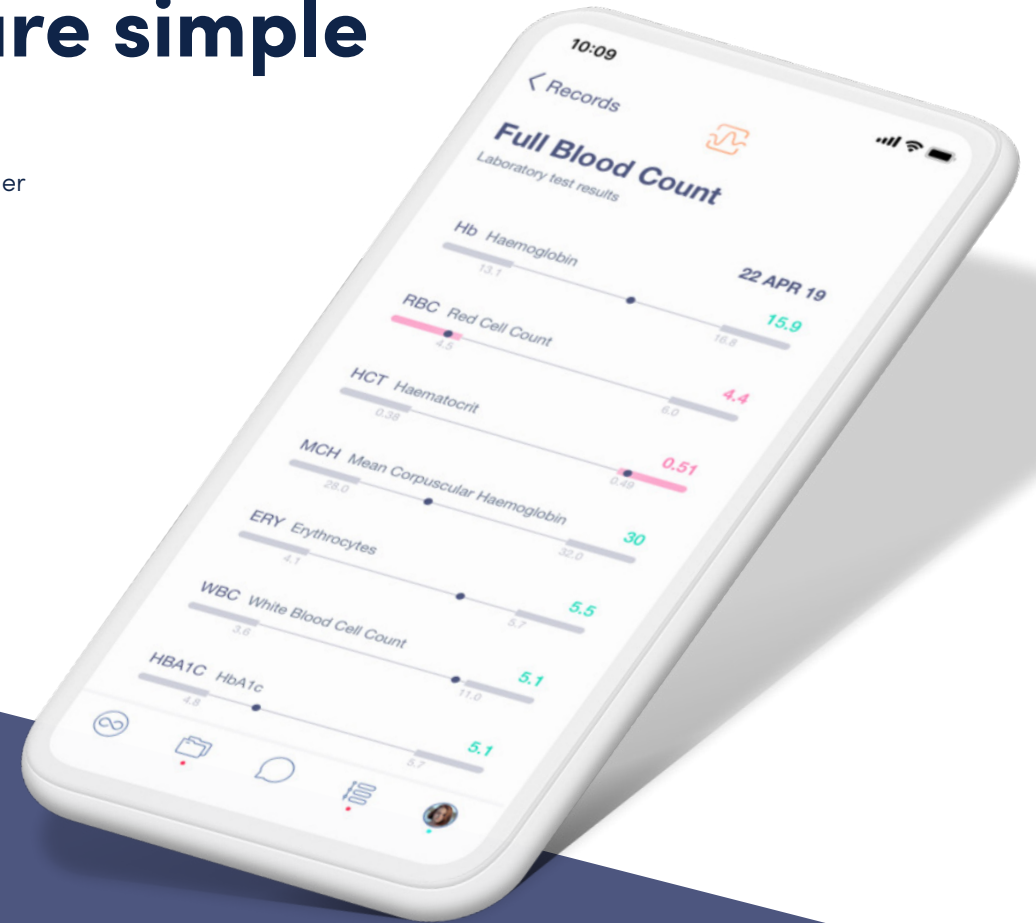 are simple
er
10:09
Records
Full Blood Count
Laboratory test results
22 APR 19
Hb Haemoglobin
15.9
13.1
16.8
RBC Red Cell Count
4.4
4.5
6.0
HCT Haematocrit
0.51
0.38
0.49
MCH Mean Corpuscular Haemoglobin
30
28.0
32.0
ERY Erythrocytes
5.5
4.1
5.7
WBC White Blood Cell Count
5.1
3.6
11.0
HBA1C HbA1c
5.1
4.8
5.7